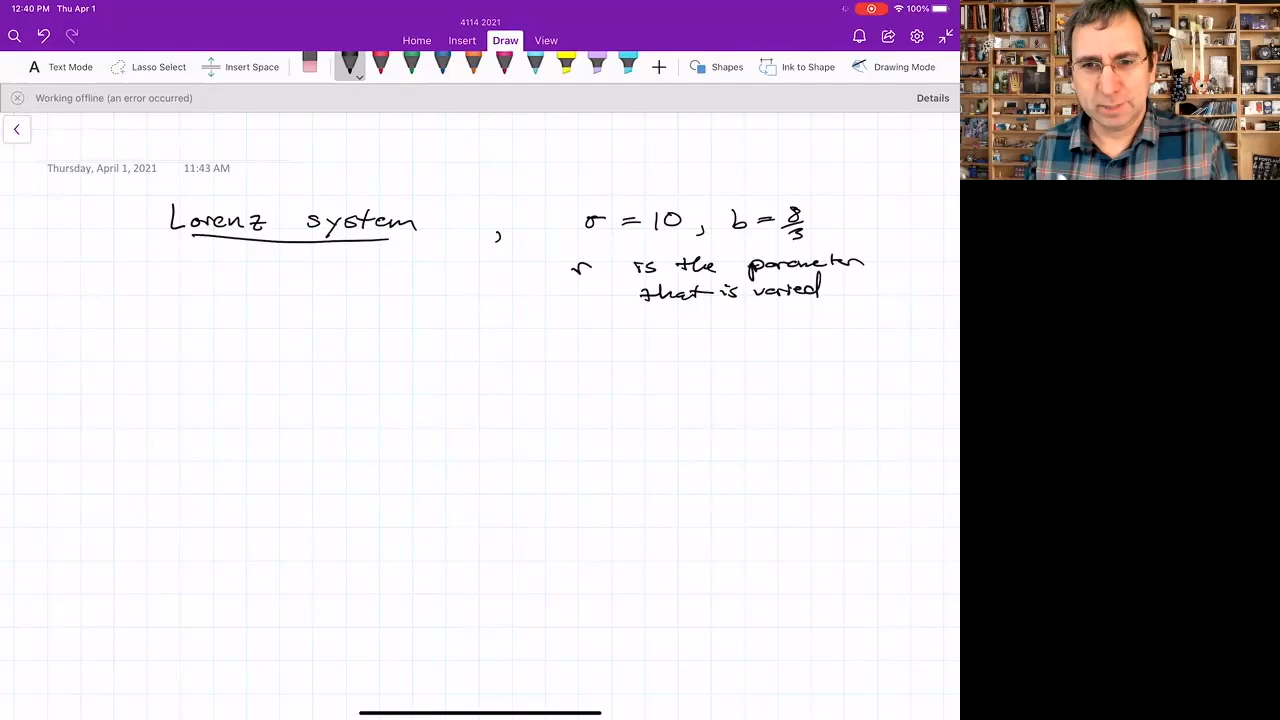 12:40 PM Thu Apr 1
100%
4114 2021
Home Insert Draw View
A Text Mode Lasso Select Insert Space Shapes Ink to Shape Drawing Mode
Working offline (an error occurred) Details
Thursday, April 1, 2021 11:43 AM
Lorenz system , σ = 10 , b = 8/3
r is the parameter
that is varied